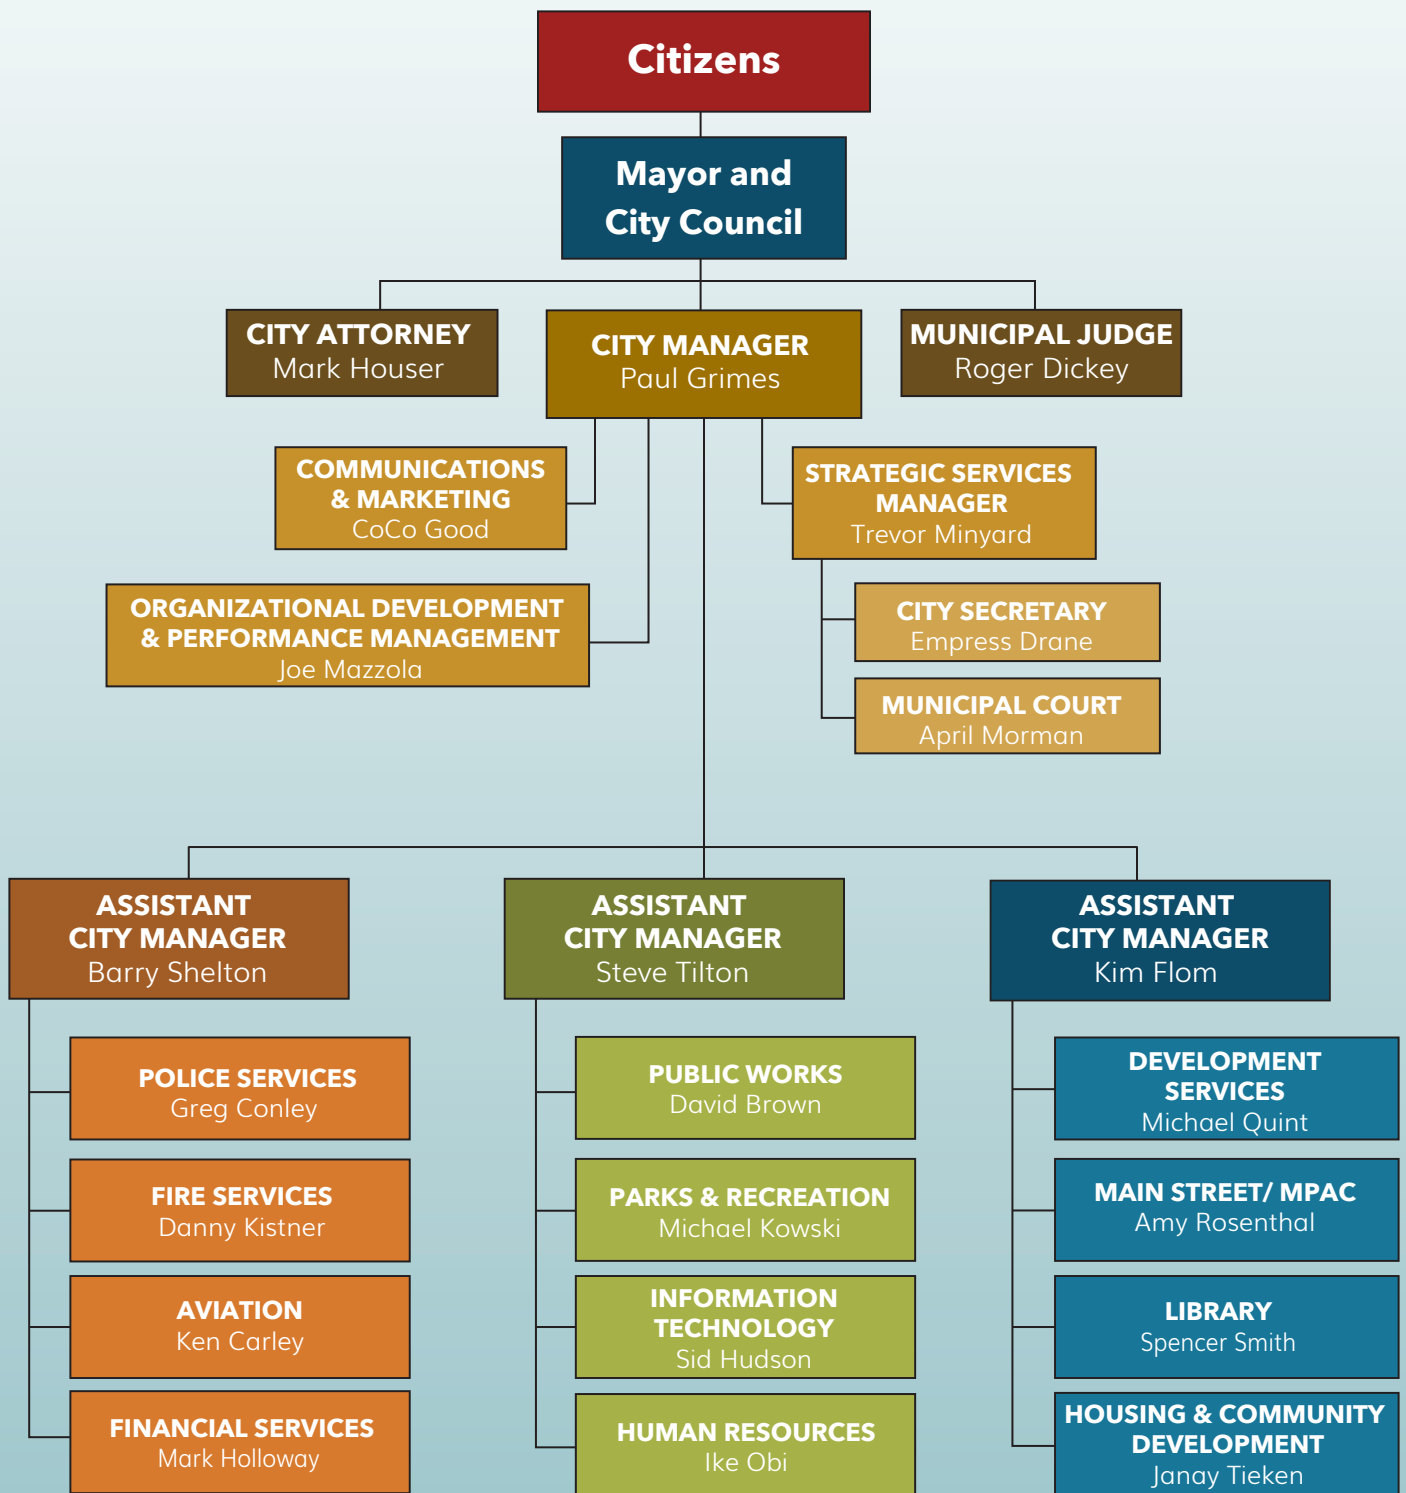 Citizens
Mayor and
City Council
CITY ATTORNEY
Mark Houser
CITY MANAGER
Paul Grimes
MUNICIPAL JUDGE
Roger Dickey
COMMUNICATIONS
& MARKETING
CoCo Good
STRATEGIC SERVICES
MANAGER
Trevor Minyard
ORGANIZATIONAL DEVELOPMENT
& PERFORMANCE MANAGEMENT
Joe Mazzola
CITY SECRETARY
Empress Drane
MUNICIPAL COURT
April Morman
ASSISTANT
CITY MANAGER
Barry Shelton
POLICE SERVICES
Greg Conley
FIRE SERVICES
Danny Kistner
AVIATION
Ken Carley
FINANCIAL SERVICES
Mark Holloway
ASSISTANT
CITY MANAGER
Steve Tilton
PUBLIC WORKS
David Brown
PARKS & RECREATION
Michael Kowski
INFORMATION
TECHNOLOGY
Sid Hudson
HUMAN RESOURCES
Ike Obi
ASSISTANT
CITY MANAGER
Kim Flom
DEVELOPMENT
SERVICES
Michael Quint
MAIN STREET/ MPAC
Amy Rosenthal
LIBRARY
Spencer Smith
HOUSING & COMMUNITY
DEVELOPMENT
Janay Tieken